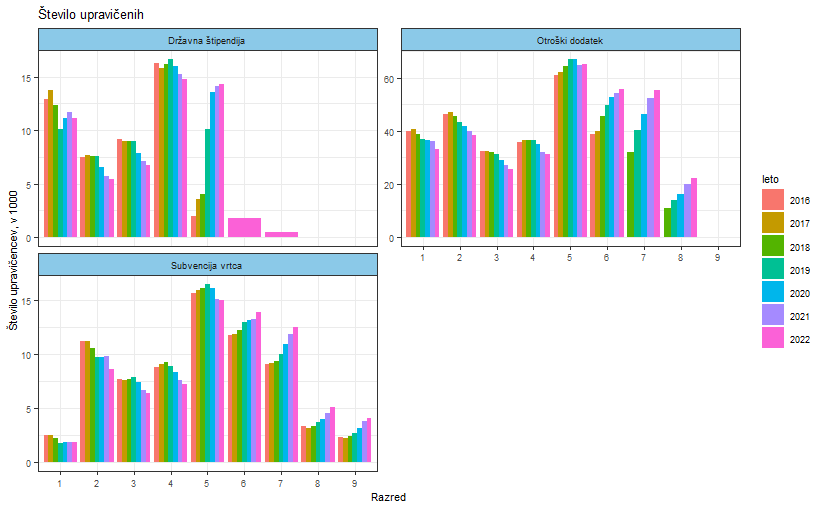 Število upravičenih
Državna štipendija
Otroški dodatek
Število upravičencev, v 1000
15
10
5
0
60
40
20
0
1 2 3 4 5 6 7 8 9
Subvencija vrtca
15
10
5
0
1 2 3 4 5 6 7 8 9
Razred
leto
2016
2017
2018
2019
2020
2021
2022